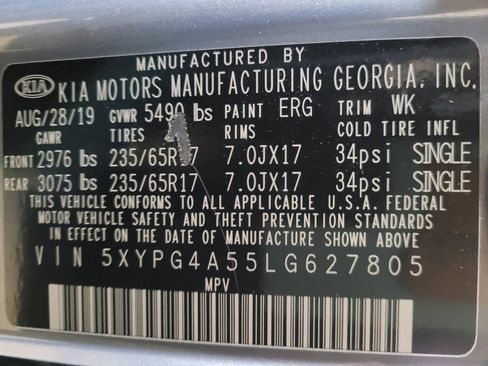 MANUFACTURED BY
KIA KIA MOTORS MANUFACTURING GEORGIA, INC.
AUG/28/19 GVWR 5490 lbs PAINT ERG TRIM WK
GAWR TIRES RIMS COLD TIRE INFL
FRONT 2976 lbs 235/65R17 7.0JX17 34psi SINGLE
REAR 3075 lbs 235/65R17 7.0JX17 34psi SINGLE
THIS VEHICLE CONFORMS TO ALL APPLICABLE U.S.A. FEDERAL
MOTOR VEHICLE SAFETY AND THEFT PREVENTION STANDARDS
IN EFFECT ON THE DATE OF MANUFACTURE SHOWN ABOVE
VIN 5XYPG4A55LG627805
MPV